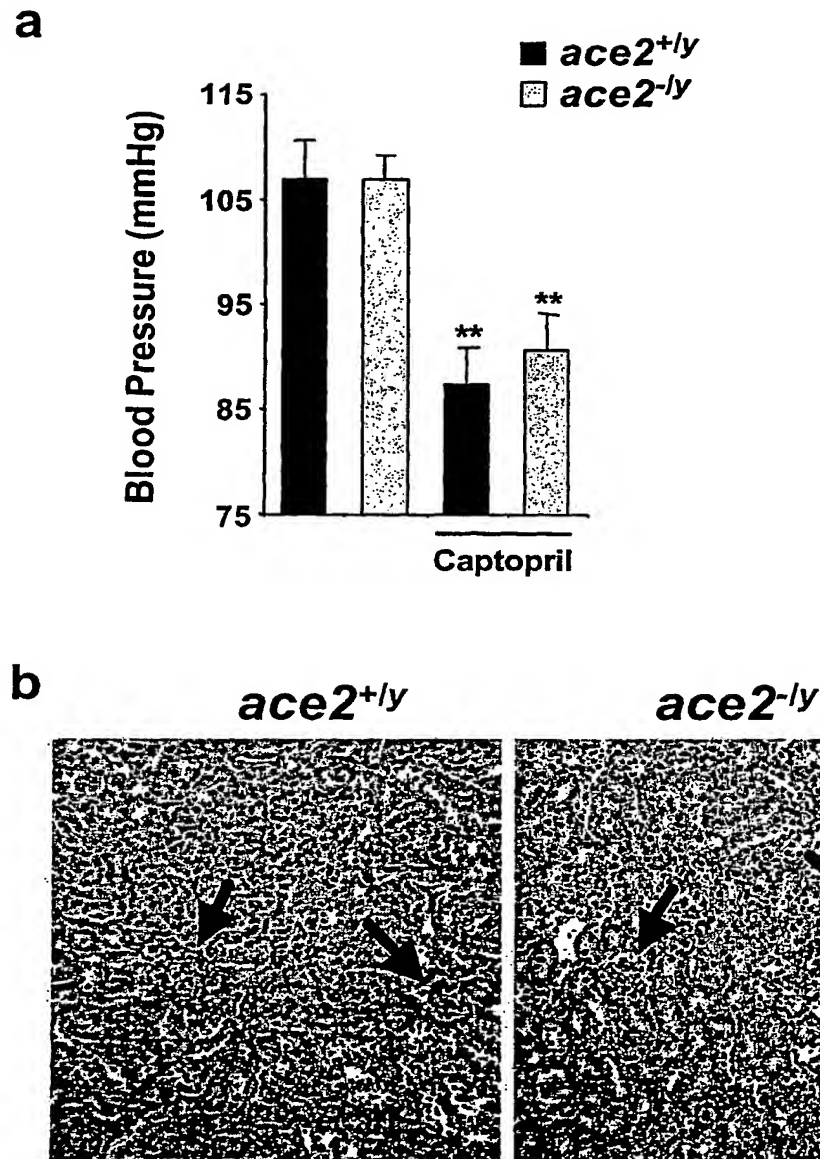 a
ace2+/y
ace2-/y
Blood Pressure (mmHg)
115
105
95
85
75
**
**
Captopril
b
ace2+/y
ace2-/y